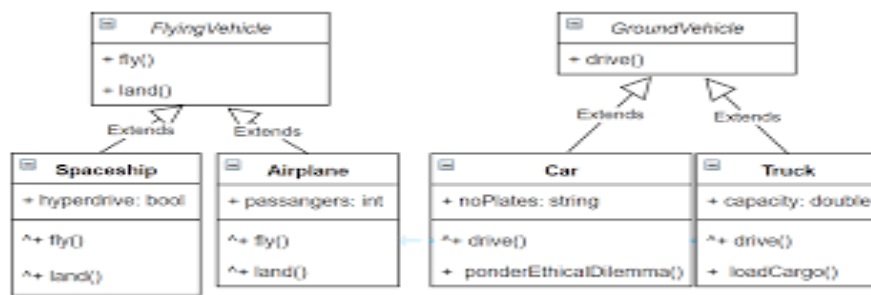 FlyingVehicle
+ fly()
+ land()
GroundVehicle
+ drive()
Extends
Extends
Extends
Extends
Spaceship
+ hyperdrive: bool
^+ fly()
^+ land()
Airplane
+ passangers: int
^+ fly()
^+ land()
Car
+ noPlates: string
^+ drive()
+ ponderEthicalDilemma()
Truck
+ capacity: double
^+ drive()
+ loadCargo()